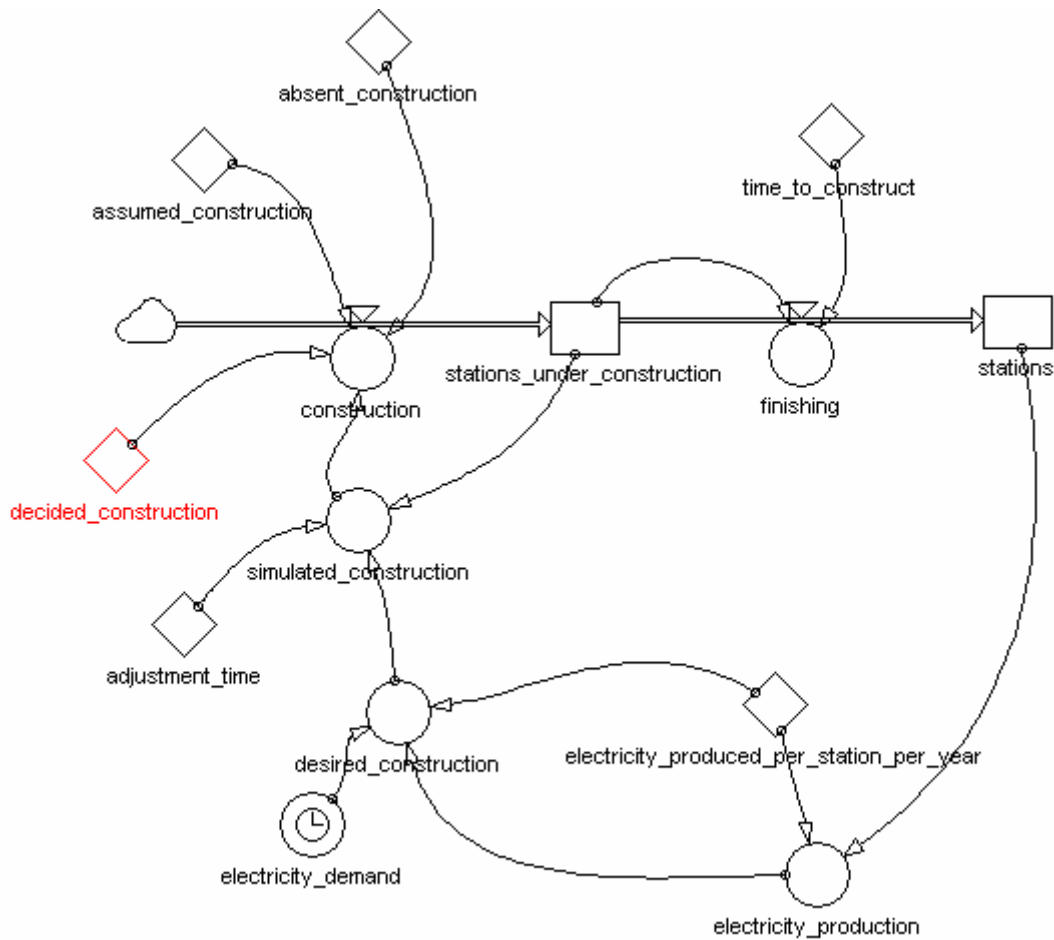 absent_construction
assumed_construction
time_to_construct
stations_under_construction
stations
construction
finishing
decided_construction
simulated_construction
adjustment_time
desired_construction
electricity_produced_per_station_per_year
electricity_demand
electricity_production